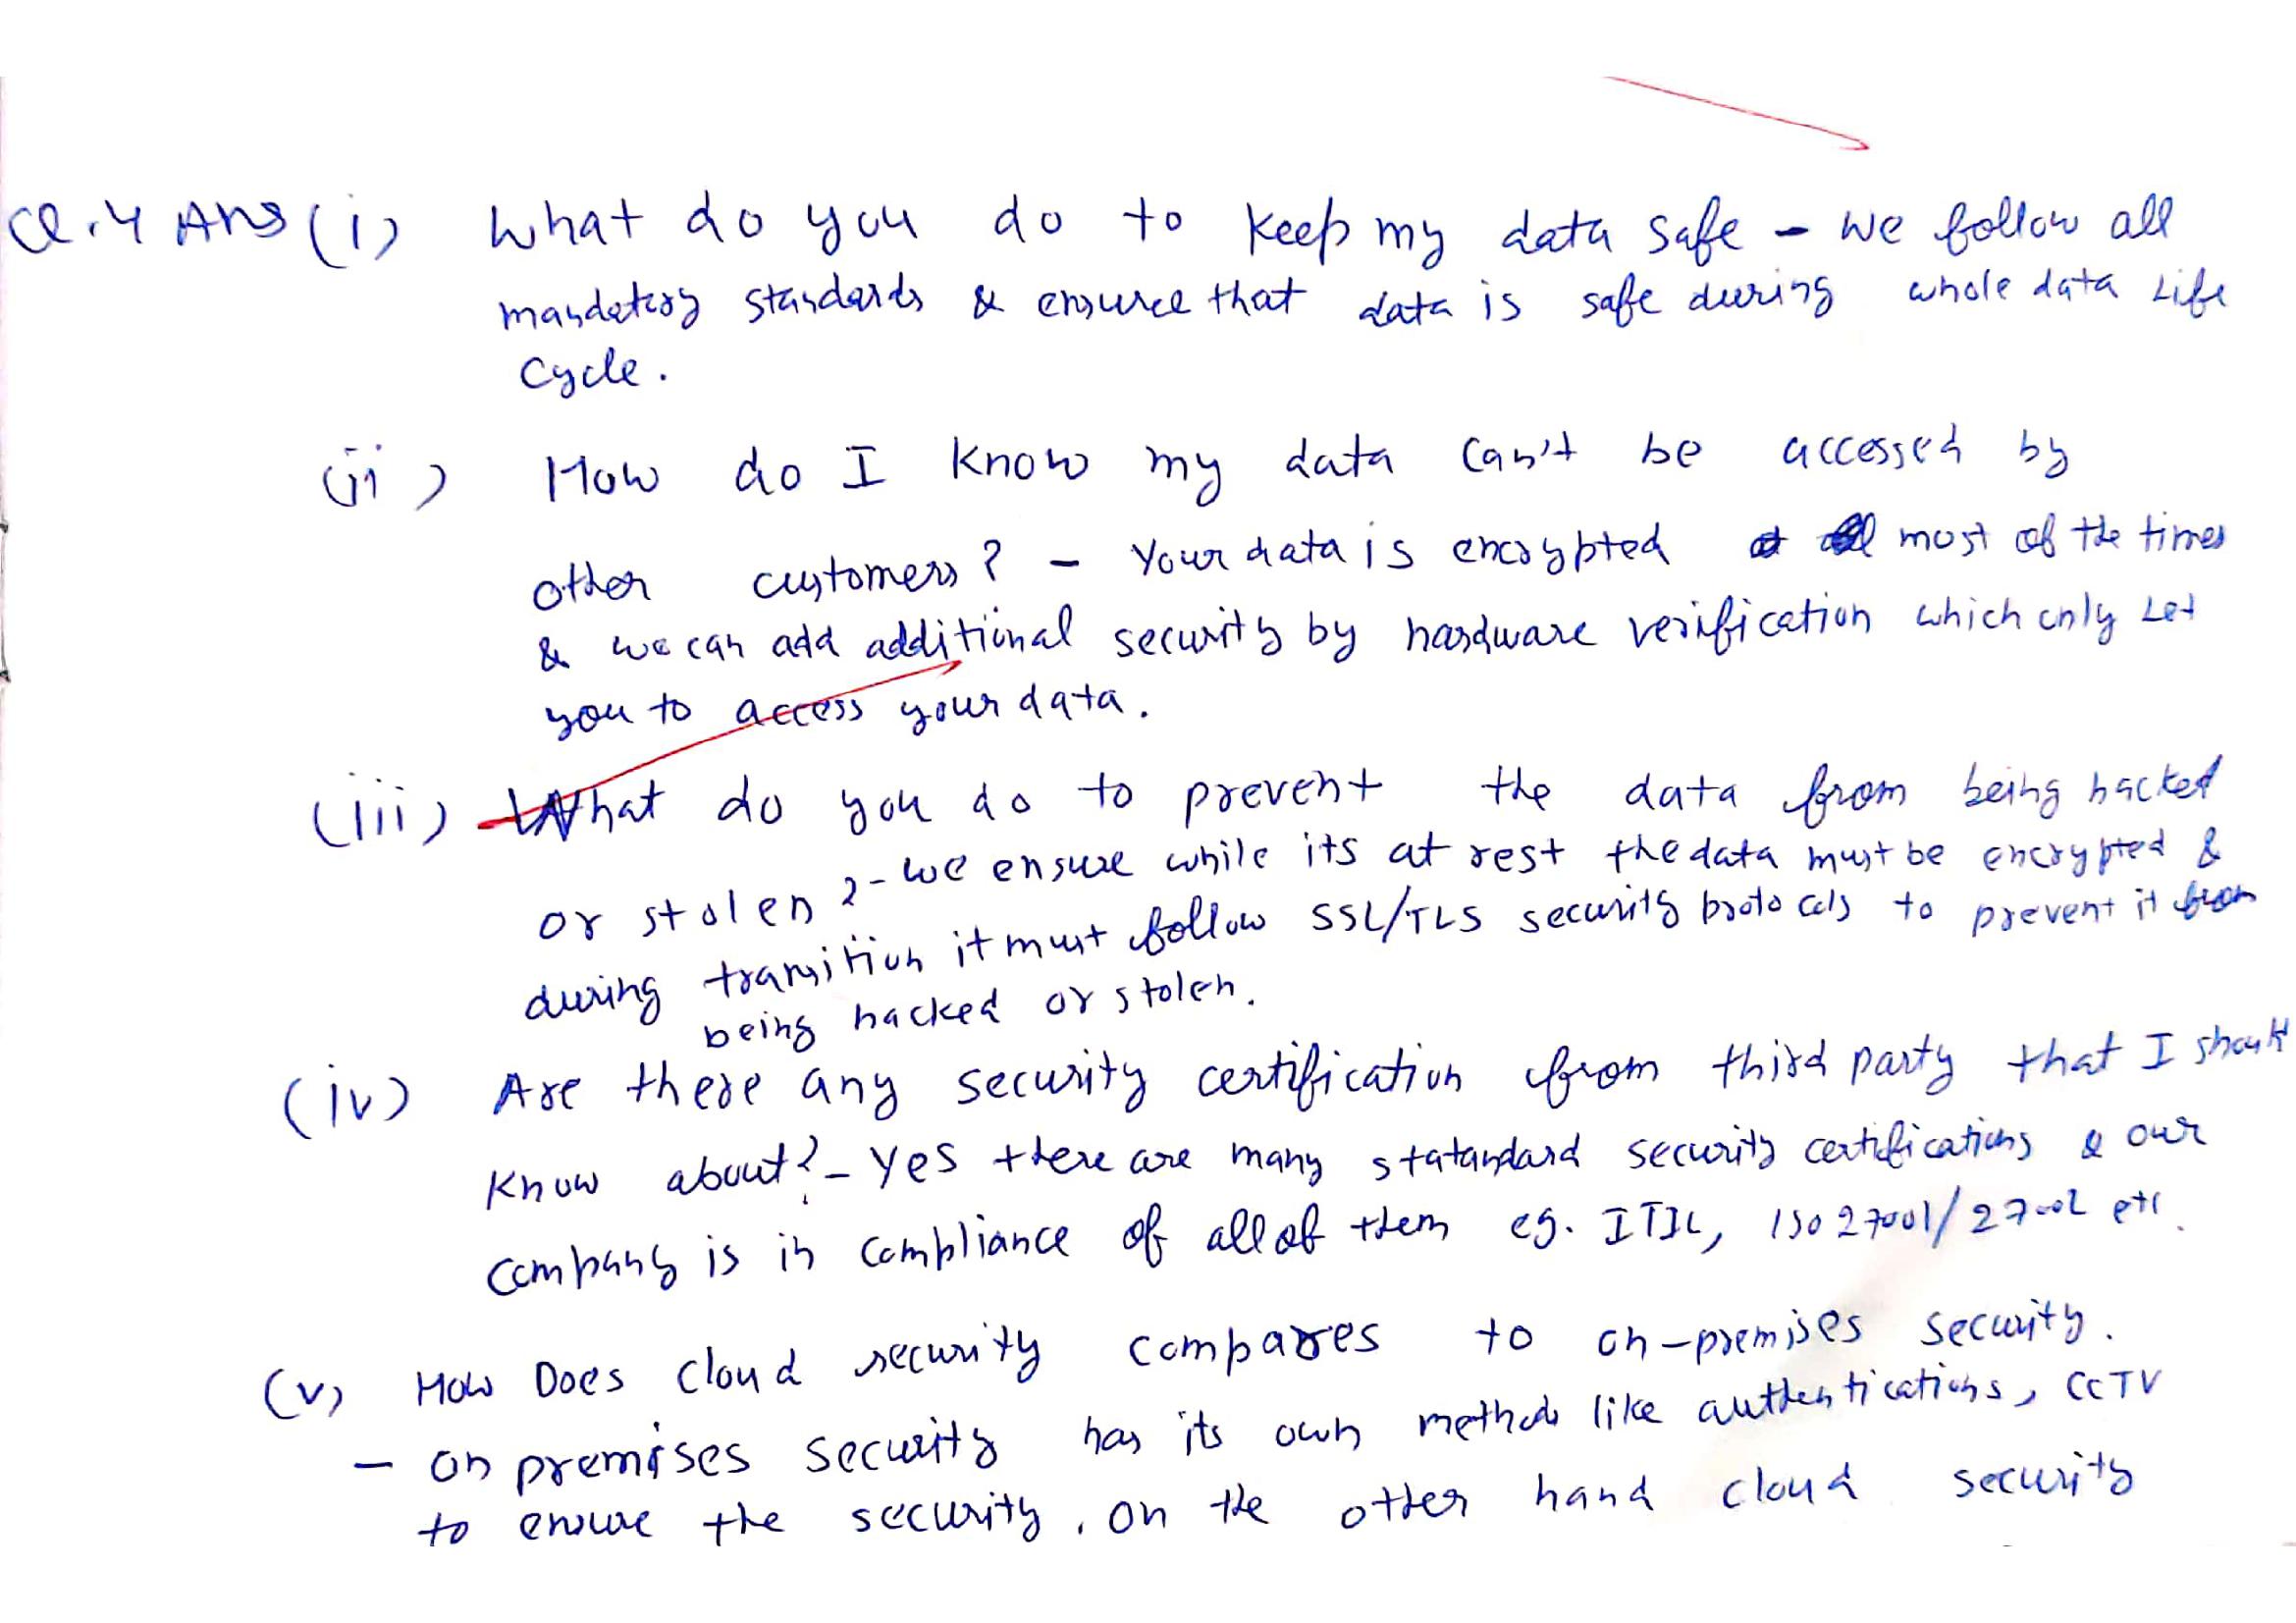 Q.4 Ans (i) What do you do to keep my data safe - We follow all
mandatory standards & ensure that data is safe during whole data Life
Cycle.
(ii) How do I know my data can't be accessed by
other customers? - Your data is encrypted most of the times
& we can add additional security by hardware verification which only Let
you to access your data.
(iii) What do you do to prevent the data from being hacked
or stolen ? - We ensure while its at rest the data must be encrypted &
during transition it must follow SSL/TLS security protocols to prevent it from
being hacked or stolen.
(iv) Are there any security certification from third party that I should
know about? - Yes there are many statandard security certifications & our
company is in compliance of all of them eg. ITIL, ISO 27001/27002 etc.
(v) How Does Cloud security compares to on-premises security.
- On premises security has its own methods like authentications, CCTV
to ensure the security. On the other hand cloud security